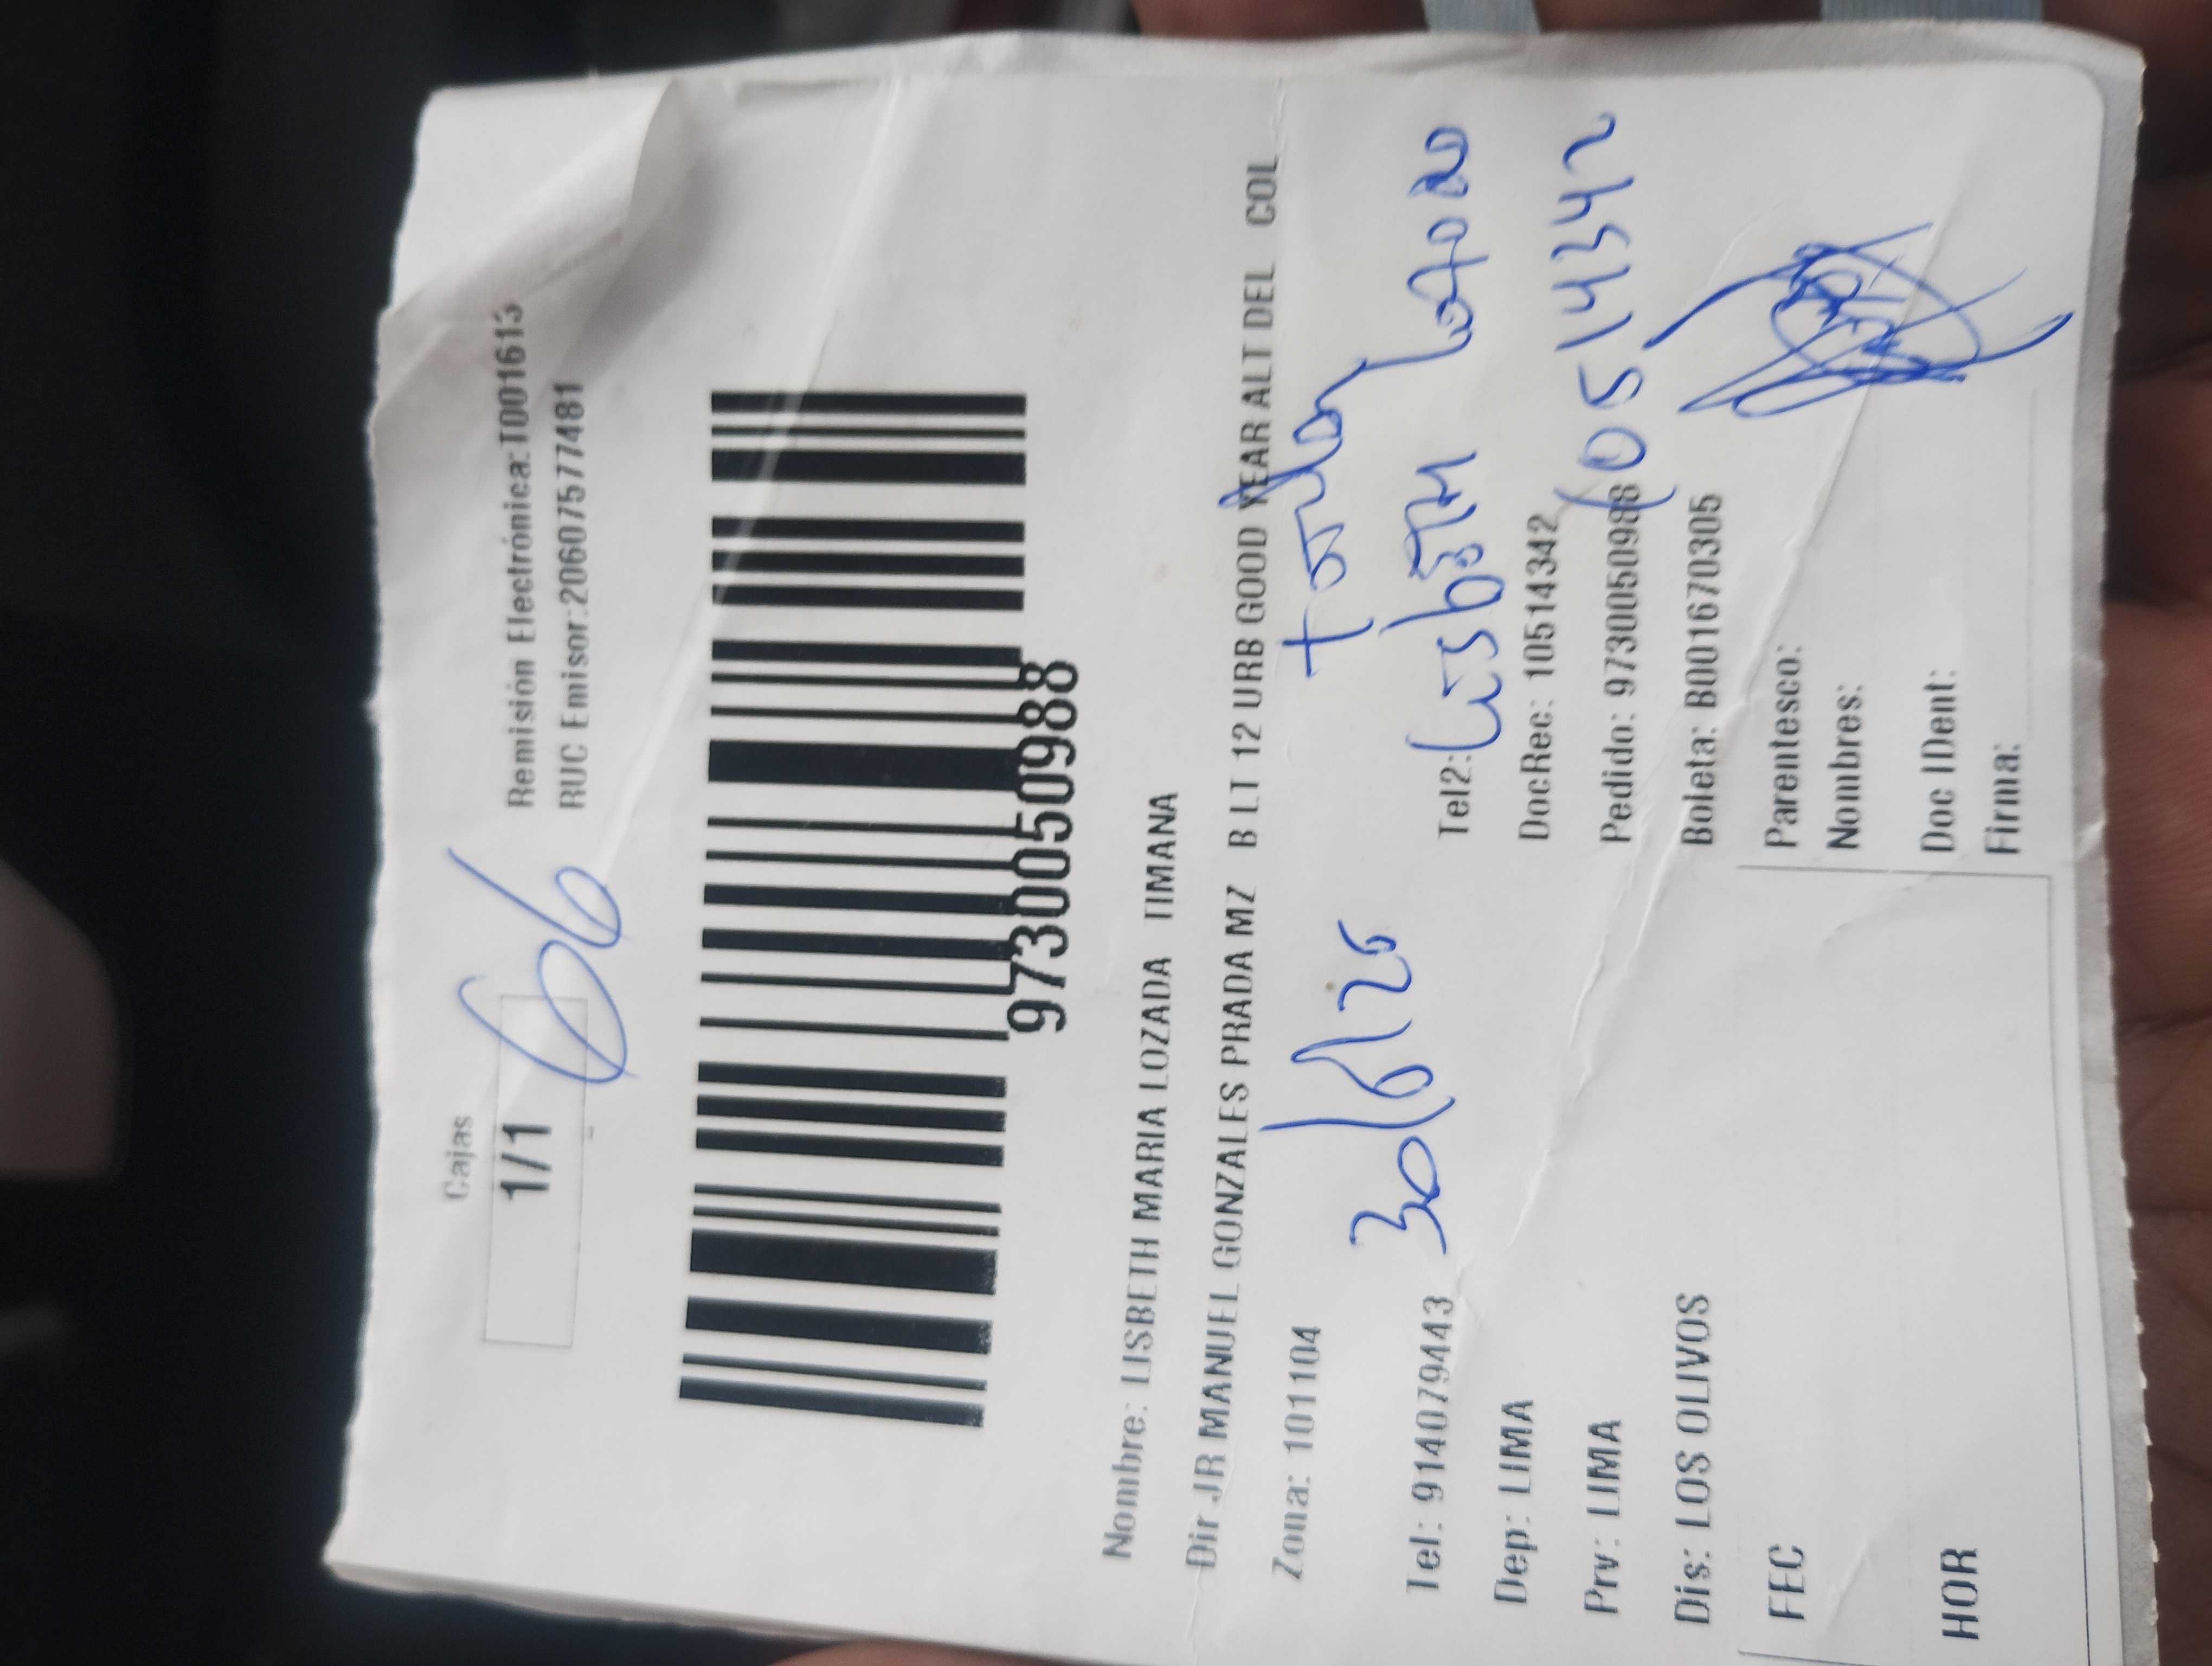 Cajas
1/1
66
Remisión Electrónica:T001613
RUC Emisor:20607577481
9730050988
Nombre: LISBETH MARIA LOZADA TIMANA
Dir JR MANUEL GONZALES PRADA MZ B LT 12 URB GOOD YEAR ALT DEL COL
Zona: 101104
30/6/26
Tel: 914079443
Tel2:
Lisbeth Lozada
Dep: LIMA
DocRec: 10514342
10514342
Prv: LIMA
Pedido: 9730050988
Dis: LOS OLIVOS
Boleta: B001670305
FEC
Parentesco:
Nombres:
HOR
Doc IDent:
Firma: